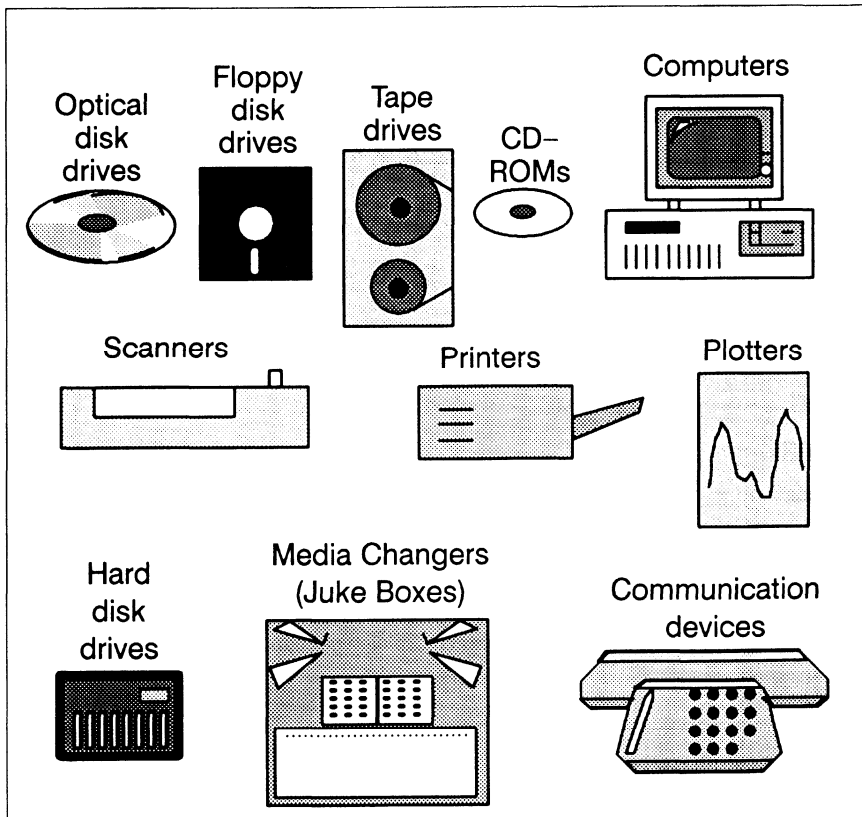 Optical
disk
drives
Floppy
disk
drives
Tape
drives
CD–
ROMs
Computers
Scanners
Printers
Plotters
Hard
disk
drives
Media Changers
(Juke Boxes)
Communication
devices